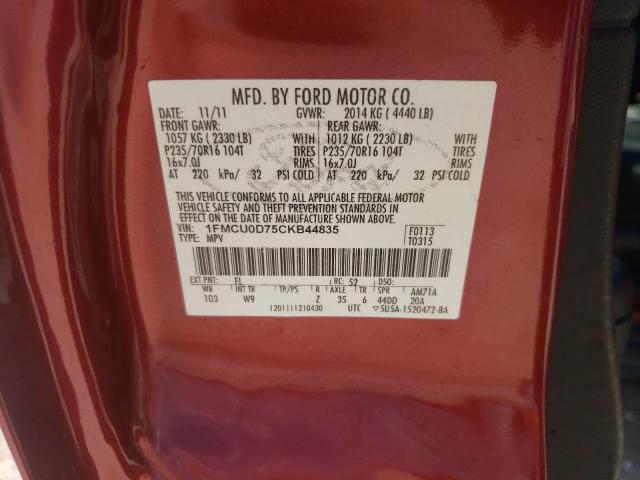 MFD. BY FORD MOTOR CO.
DATE: 11/11 GVWR: 2014 KG ( 4440 LB)
FRONT GAWR: REAR GAWR:
1057 KG ( 2330 LB) WITH 1012 KG ( 2230 LB) WITH
P235/70R16 104T TIRES P235/70R16 104T TIRES
16x7.0J RIMS 16x7.0J RIMS
AT 220 kPa/ 32 PSI COLD AT 220 kPa/ 32 PSI COLD
THIS VEHICLE CONFORMS TO ALL APPLICABLE FEDERAL MOTOR
VEHICLE SAFETY AND THEFT PREVENTION STANDARDS IN
EFFECT ON THE DATE OF MANUFACTURE SHOWN ABOVE.
VIN: 1FMCU0D75CKB44835 F0113
TYPE: MPV T0315
EXT PNT: FL RC: 52 DSO:
WB INT TR TP/PS R AXLE TR SPR AM71A
103 W9 Z 35 6 44DD 20A
1201111210430 UTC ▽5U5A-1520472-BA
Ford